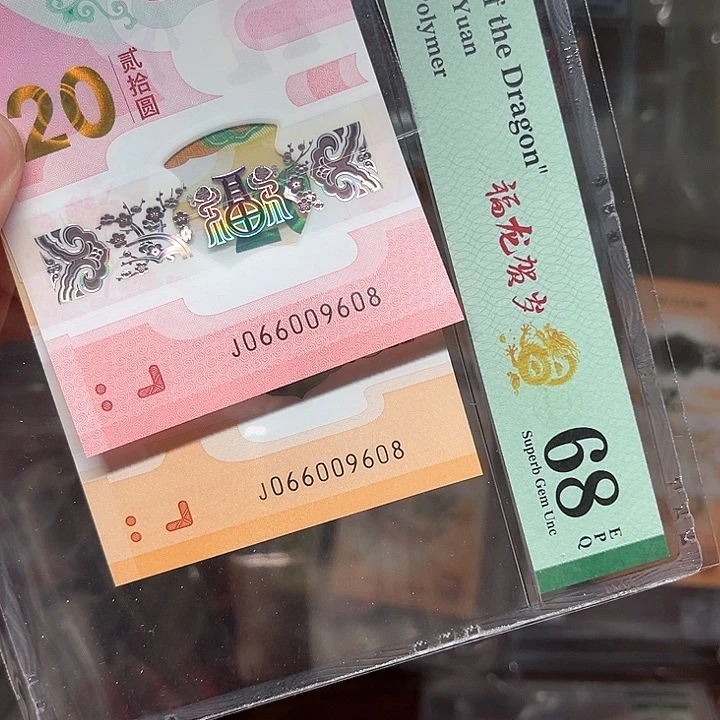 20
贰拾圆
J066009608
J066009608
f the Dragon"
Yuan
olymer
福龙贺岁
68
Superb Gem Unc
EPQ